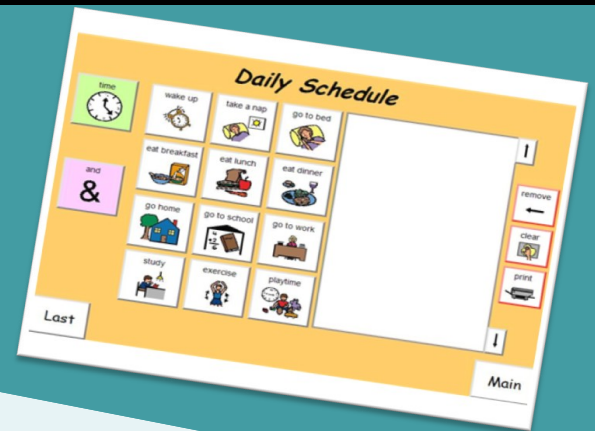 Daily Schedule
time
wake up
take a nap
go to bed
eat breakfast
eat lunch
eat dinner
and
&
go home
go to school
go to work
remove
clear
print
study
exercise
playtime
Last
Main